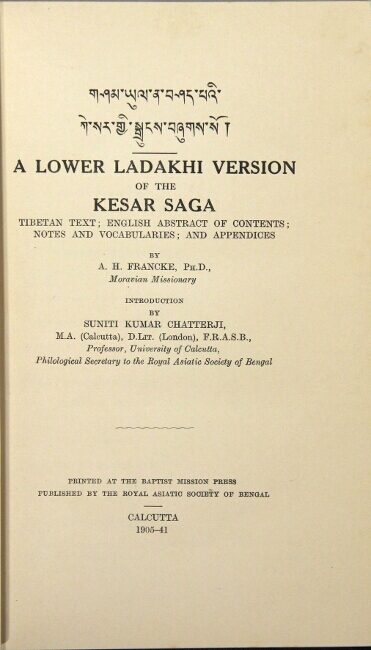 གཤམ་ཡུལ་ན་བཤད་པའི་
ཀེ་སར་གྱི་སྒྲུངས་བཞུགས་སོ །
A LOWER LADAKHI VERSION
OF THE
KESAR SAGA
TIBETAN TEXT; ENGLISH ABSTRACT OF CONTENTS;
NOTES AND VOCABULARIES; AND APPENDICES
BY
A. H. FRANCKE, PH.D.,
Moravian Missionary
INTRODUCTION
BY
SUNITI KUMAR CHATTERJI,
M.A. (Calcutta), D.LIT. (London), F.R.A.S.B.,
Professor, University of Calcutta,
Philological Secretary to the Royal Asiatic Society of Bengal
PRINTED AT THE BAPTIST MISSION PRESS
PUBLISHED BY THE ROYAL ASIATIC SOCIETY OF BENGAL
CALCUTTA
1905–41